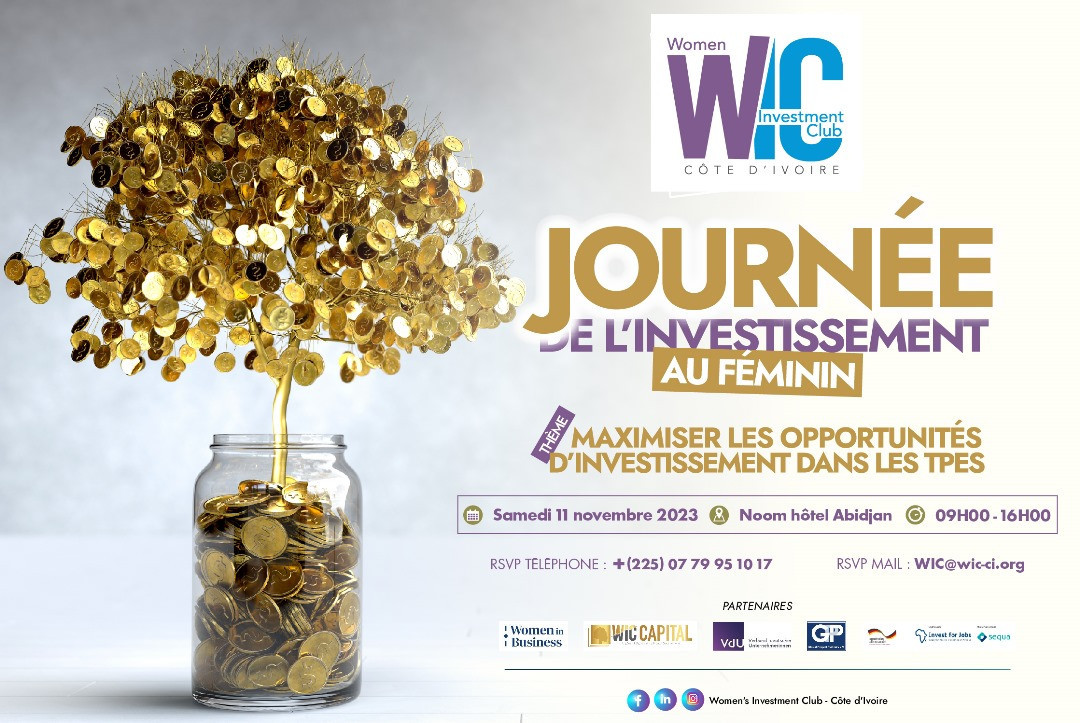 Women
WIC
Investment
Club
CÔTE D'IVOIRE
JOURNÉE
DE L'INVESTISSEMENT
AU FÉMININ
THÈME
MAXIMISER LES OPPORTUNITÉS
D'INVESTISSEMENT DANS LES TPES
Samedi 11 novembre 2023 Noom hôtel Abidjan 09H00 - 16H00
RSVP TÉLÉPHONE : +(225) 07 79 95 10 17 RSVP MAIL : WIC@wic-ci.org
PARTENAIRES
Women in
Business
WIC CAPITAL
VdU
Unternehmerinnen
GP
Invest for Jobs
sequa
Women's Investment Club - Côte d'Ivoire